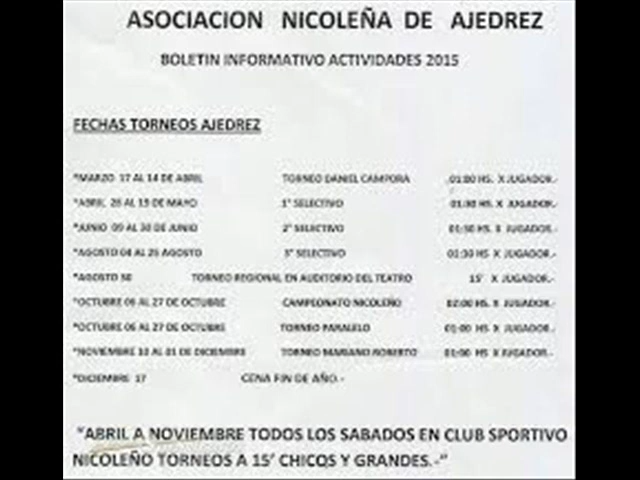 ASOCIACION NICOLEÑA DE AJEDREZ
BOLETIN INFORMATIVO ACTIVIDADES 2015
FECHAS TORNEOS AJEDREZ
*MARZO 17 AL 14 DE ABRIL TORNEO DANIEL CAMPORA 01:00 HS. X JUGADOR.-
*ABRIL 28 AL 19 DE MAYO 1° SELECTIVO 01:30 HS X JUGADOR.-
*JUNIO 09 AL 30 DE JUNIO 2° SELECTIVO 01:30 HS. X JUGADOR.-
*AGOSTO 04 AL 25 AGOSTO 3° SELECTIVO 01:30 HS X JUGADOR.-
*AGOSTO 30 TORNEO REGIONAL EN AUDITORIO DEL TEATRO 15' X JUGADOR.-
*OCTUBRE 06 AL 27 DE OCTUBRE CAMPEONATO NICOLEÑO 02:00 HS. X JUGADOR.-
*OCTUBRE 06 AL 27 DE OCTUBRE TORNEO PARALELO 01:00 HS. X JUGADOR.-
*NOVIEMBRE 10 AL 01 DE DICIEMBRE TORNEO MARIANO ROBERTO 01:00 HS X JUGADOR.-
*DICIEMBRE 17 CENA FIN DE AÑO.-
"ABRIL A NOVIEMBRE TODOS LOS SABADOS EN CLUB SPORTIVO
NICOLEÑO TORNEOS A 15' CHICOS Y GRANDES.-"